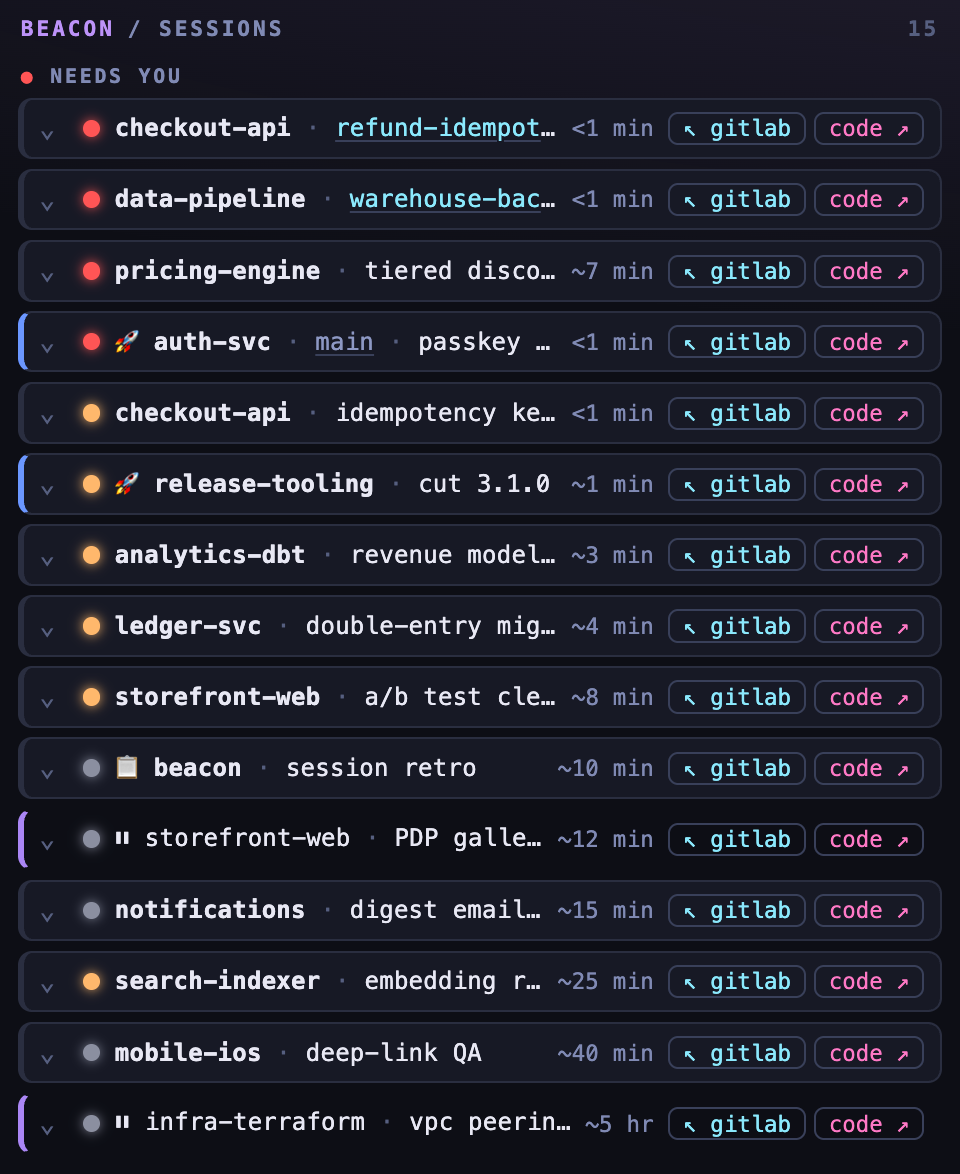 BEACON / SESSIONS 15
NEEDS YOU
checkout-api · refund-idempot… <1 min ↖ gitlab code ↗
data-pipeline · warehouse-bac… <1 min ↖ gitlab code ↗
pricing-engine · tiered disco… ~7 min ↖ gitlab code ↗
🚀 auth-svc · main · passkey … <1 min ↖ gitlab code ↗
checkout-api · idempotency ke… <1 min ↖ gitlab code ↗
🚀 release-tooling · cut 3.1.0 ~1 min ↖ gitlab code ↗
analytics-dbt · revenue model… ~3 min ↖ gitlab code ↗
ledger-svc · double-entry mig… ~4 min ↖ gitlab code ↗
storefront-web · a/b test cle… ~8 min ↖ gitlab code ↗
📋 beacon · session retro ~10 min ↖ gitlab code ↗
⏸ storefront-web · PDP galle… ~12 min ↖ gitlab code ↗
notifications · digest email… ~15 min ↖ gitlab code ↗
search-indexer · embedding r… ~25 min ↖ gitlab code ↗
mobile-ios · deep-link QA ~40 min ↖ gitlab code ↗
⏸ infra-terraform · vpc peerin… ~5 hr ↖ gitlab code ↗